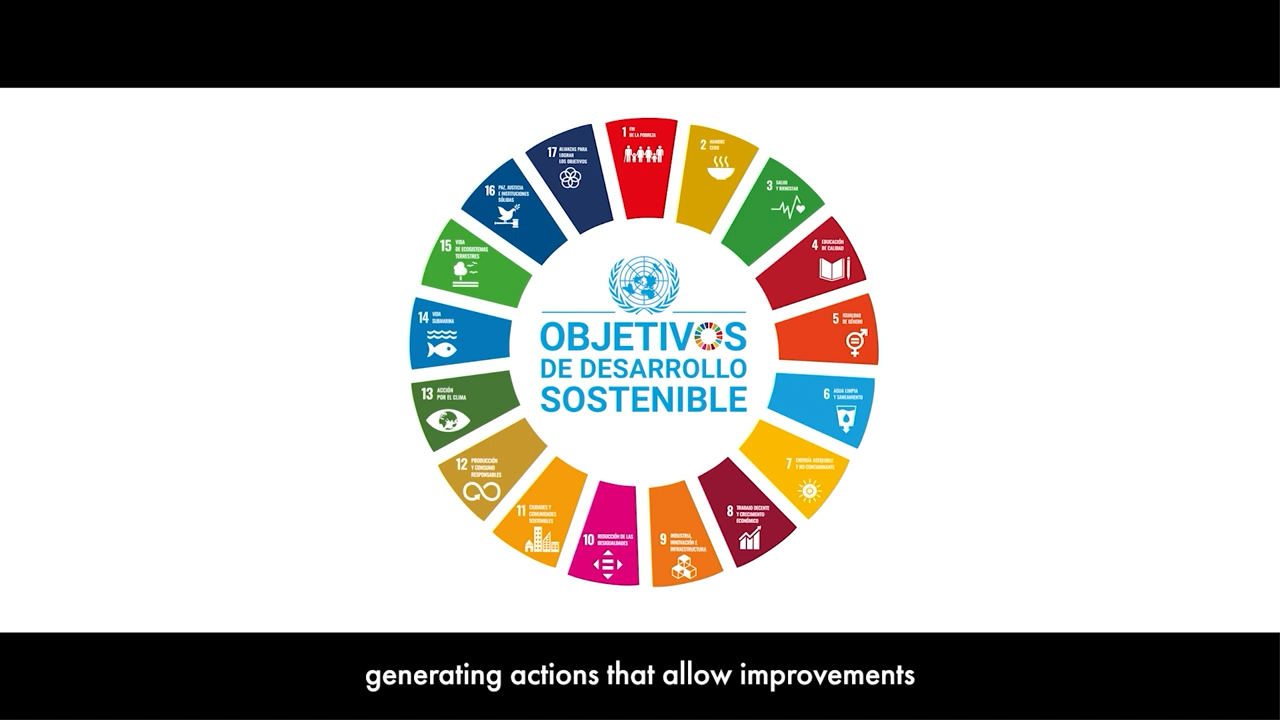 1 FIN
DE LA POBREZA
2 HAMBRE
CERO
3 SALUD
Y BIENESTAR
4 EDUCACIÓN
DE CALIDAD
5 IGUALDAD
DE GÉNERO
6 AGUA LIMPIA
Y SANEAMIENTO
7 ENERGÍA ASEQUIBLE
Y NO CONTAMINANTE
8 TRABAJO DECENTE
Y CRECIMIENTO
ECONÓMICO
9 INDUSTRIA,
INNOVACIÓN E
INFRAESTRUCTURA
10 REDUCCIÓN DE LAS
DESIGUALDADES
11 CIUDADES Y
COMUNIDADES
SOSTENIBLES
12 PRODUCCIÓN
Y CONSUMO
RESPONSABLES
13 ACCIÓN
POR EL CLIMA
14 VIDA
SUBMARINA
15 VIDA
DE ECOSISTEMAS
TERRESTRES
16 PAZ, JUSTICIA
E INSTITUCIONES
SÓLIDAS
17 ALIANZAS PARA
LOGRAR
LOS OBJETIVOS
OBJETIVOS
DE DESARROLLO
SOSTENIBLE
generating actions that allow improvements